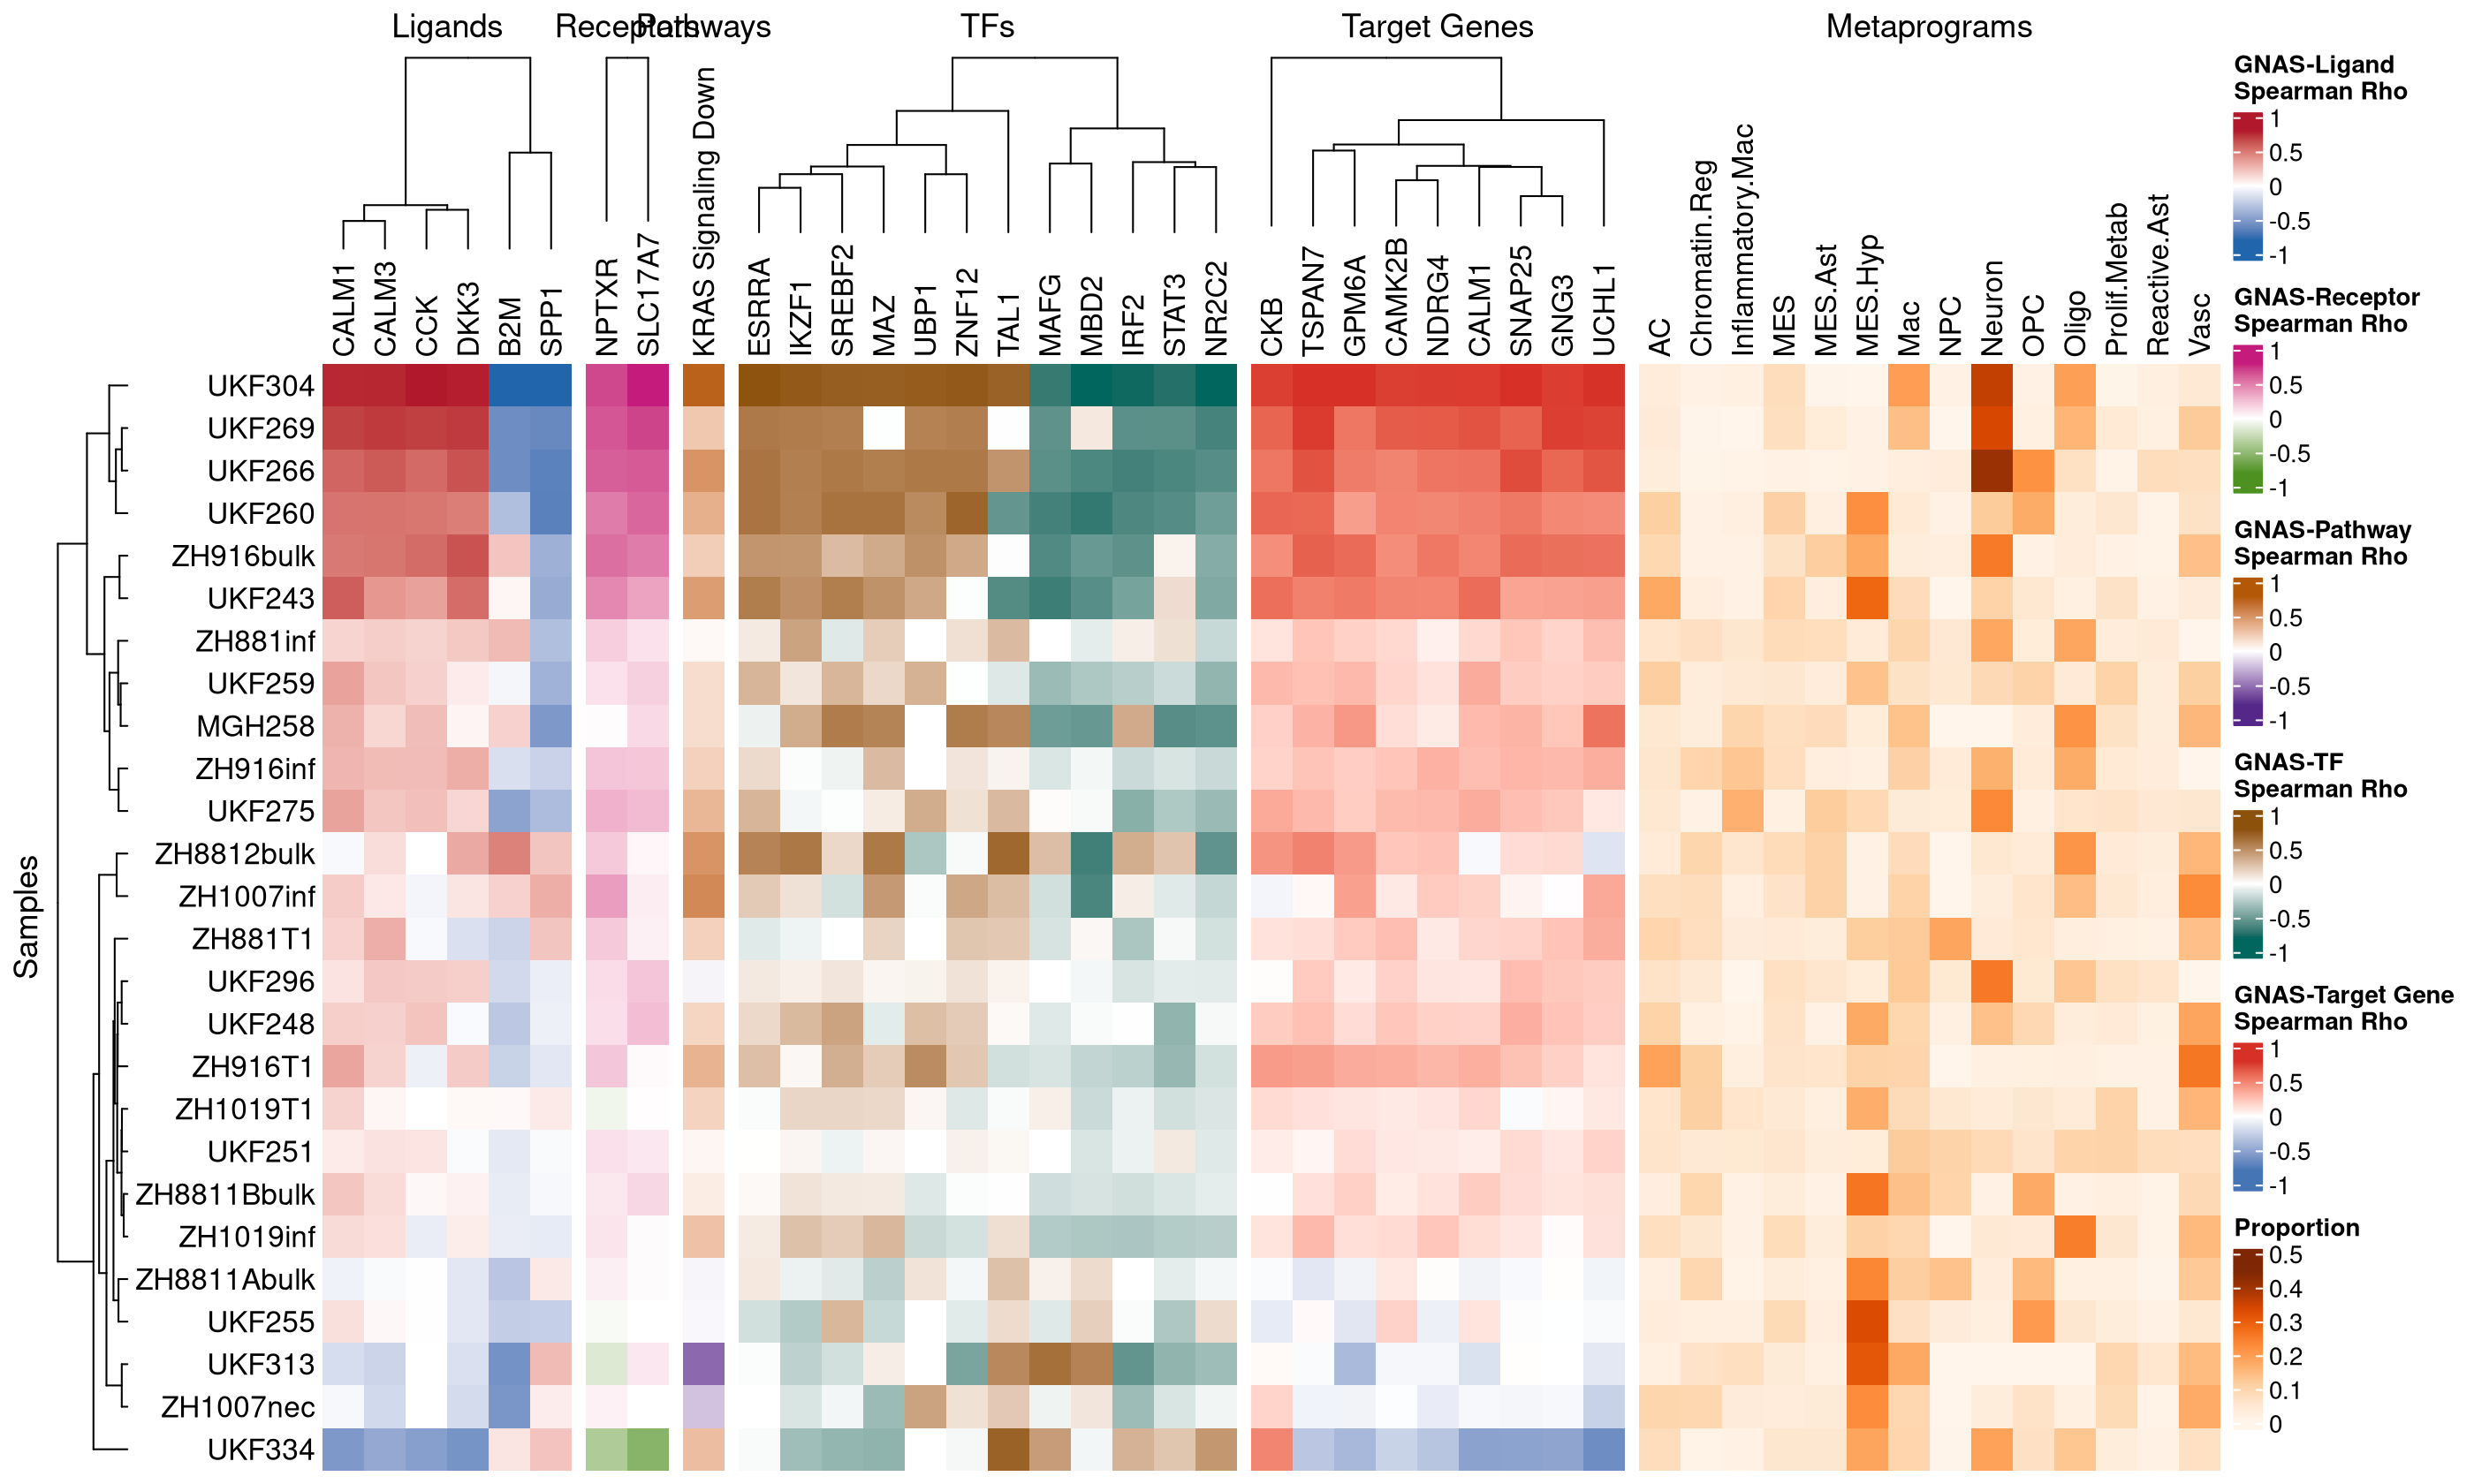 Ligands
Receptors
Pathways
TFs
Target Genes
Metaprograms
CALM1
CALM3
CCK
DKK3
B2M
SPP1
NPTXR
SLC17A7
KRAS Signaling Down
ESRRA
IKZF1
SREBF2
MAZ
UBP1
ZNF12
TAL1
MAFG
MBD2
IRF2
STAT3
NR2C2
CKB
TSPAN7
GPM6A
CAMK2B
NDRG4
CALM1
SNAP25
GNG3
UCHL1
AC
Chromatin.Reg
Inflammatory.Mac
MES
MES.Ast
MES.Hyp
Mac
NPC
Neuron
OPC
Oligo
Prolif.Metab
Reactive.Ast
Vasc
Samples
UKF304
UKF269
UKF266
UKF260
ZH916bulk
UKF243
ZH881inf
UKF259
MGH258
ZH916inf
UKF275
ZH8812bulk
ZH1007inf
ZH881T1
UKF296
UKF248
ZH916T1
ZH1019T1
UKF251
ZH8811Bbulk
ZH1019inf
ZH8811Abulk
UKF255
UKF313
ZH1007nec
UKF334
GNAS-Ligand
Spearman Rho
1
0.5
0
-0.5
-1
GNAS-Receptor
Spearman Rho
1
0.5
0
-0.5
-1
GNAS-Pathway
Spearman Rho
1
0.5
0
-0.5
-1
GNAS-TF
Spearman Rho
1
0.5
0
-0.5
-1
GNAS-Target Gene
Spearman Rho
1
0.5
0
-0.5
-1
Proportion
0.5
0.4
0.3
0.2
0.1
0